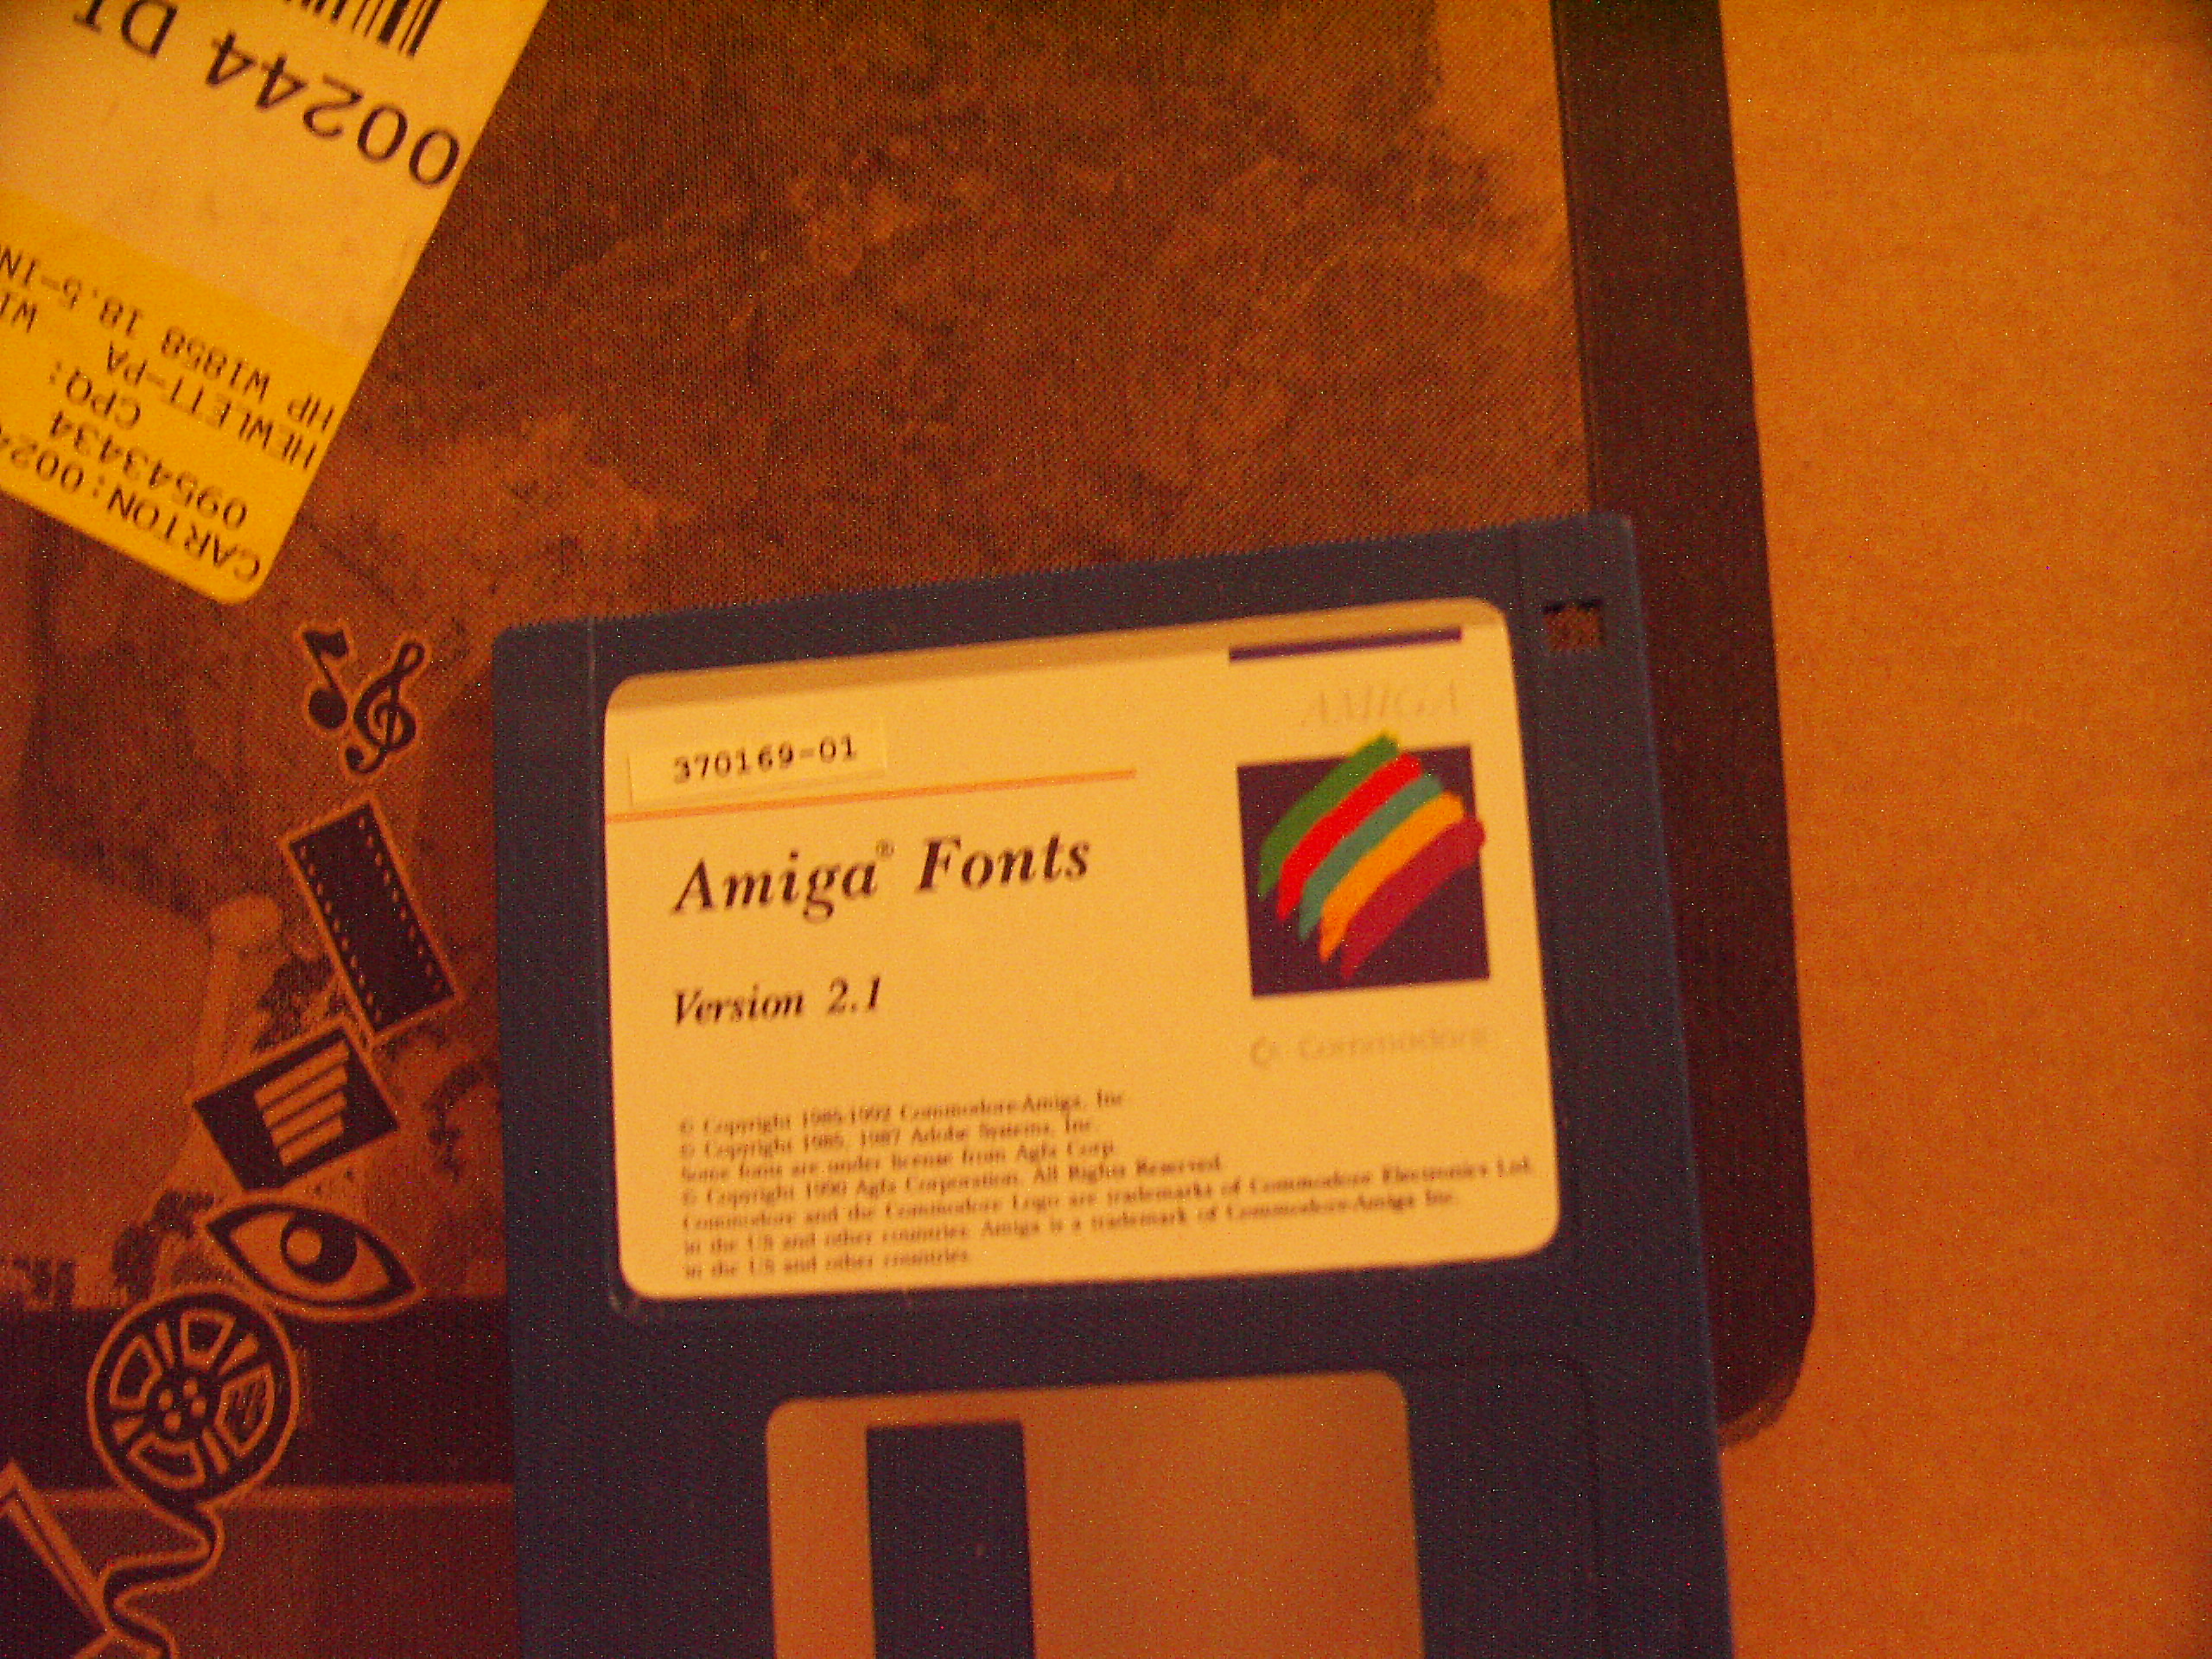 00244 DI
CARTON:002
095434 34
CPQ:
HEWLETT-PA
HP W1858 18.5-IN
WI
AMIGA
370169-01
Amiga® Fonts
Version 2.1
Commodore
© Copyright 1985-1992 Commodore-Amiga, Inc
© Copyright 1985, 1987 Adobe Systems, Inc.
Some fonts are under license from Agfa Corp.
© Copyright 1990 Agfa Corporation. All Rights Reserved.
Commodore and the Commodore Logo are trademarks of Commodore Electronics Ltd.
in the US and other countries. Amiga is a trademark of Commodore-Amiga Inc.
in the US and other countries.